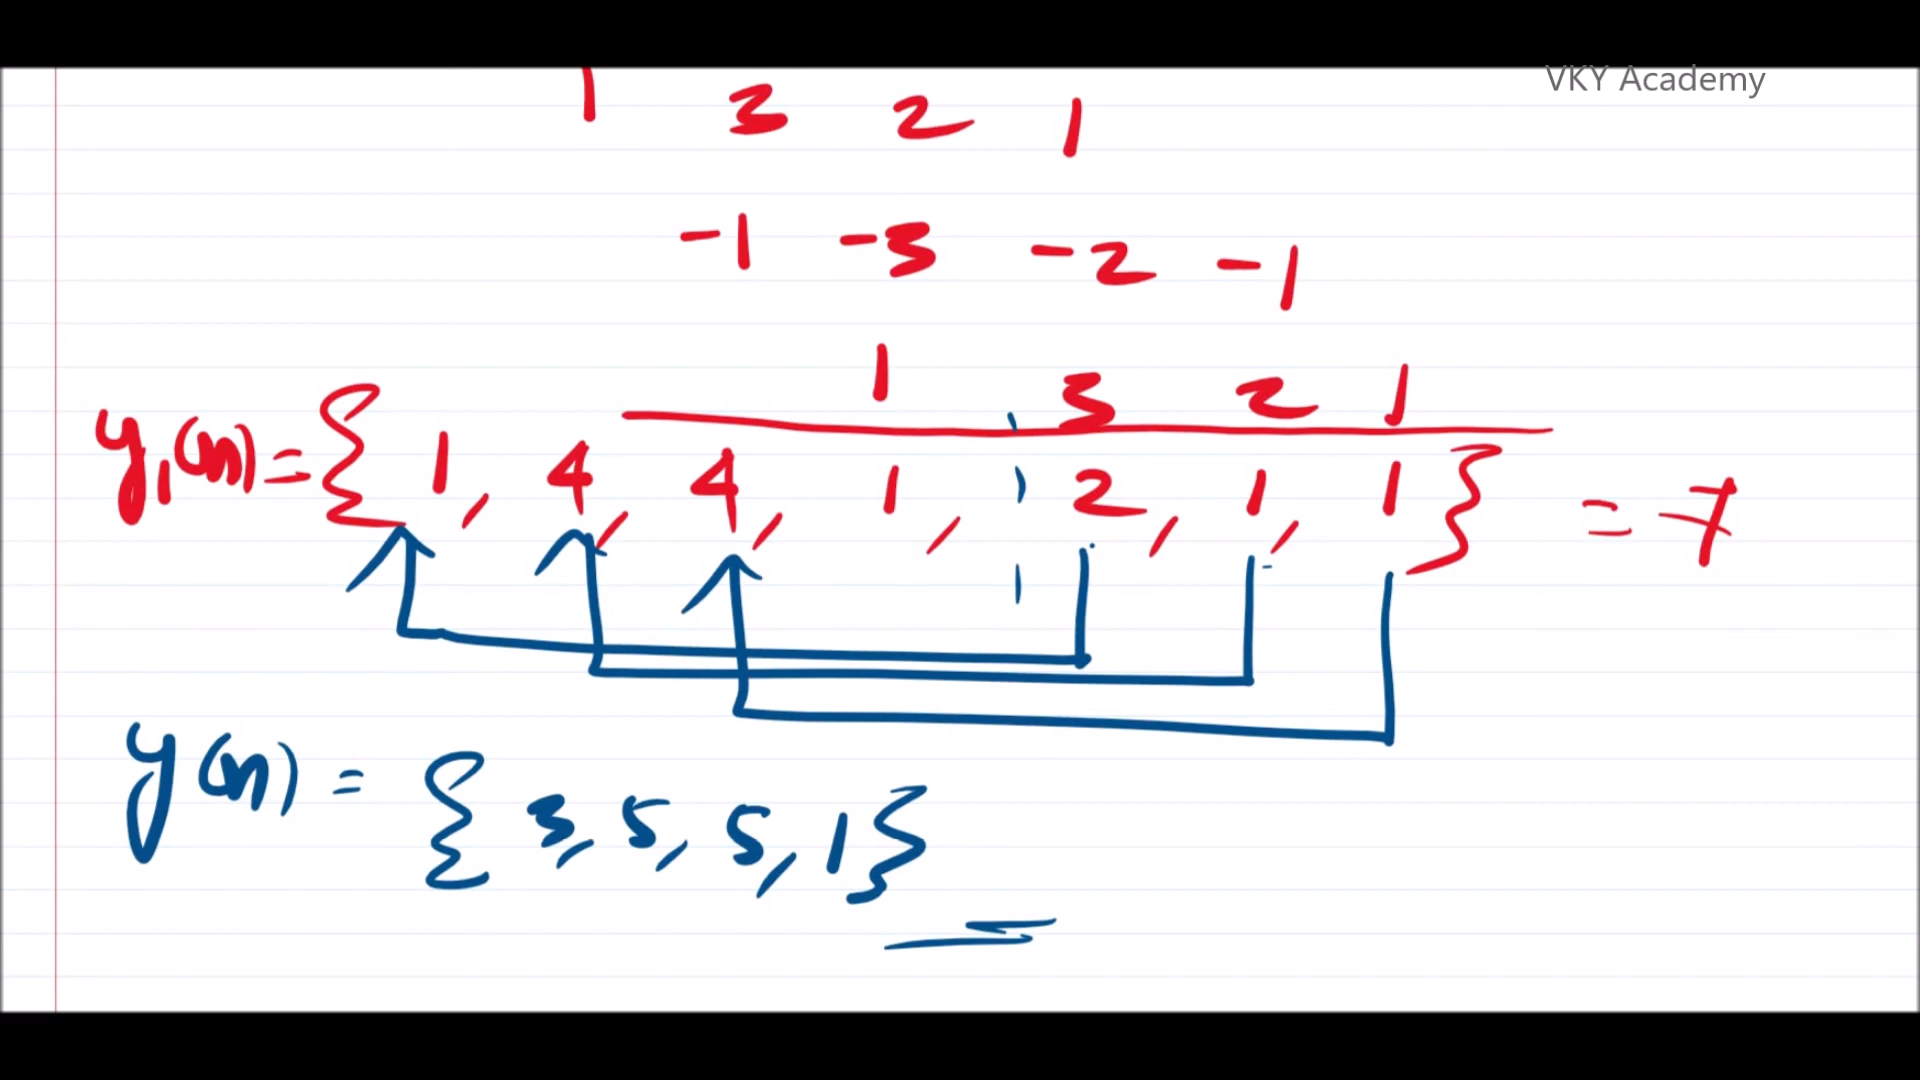 VKY Academy
1 3 2 1
-1 -3 -2 -1
1 3 2 1
y₁(n) = { 1, 4, 4, 1, 2, 1, 1 } = 7
y(n) = { 3, 5, 5, 1 }